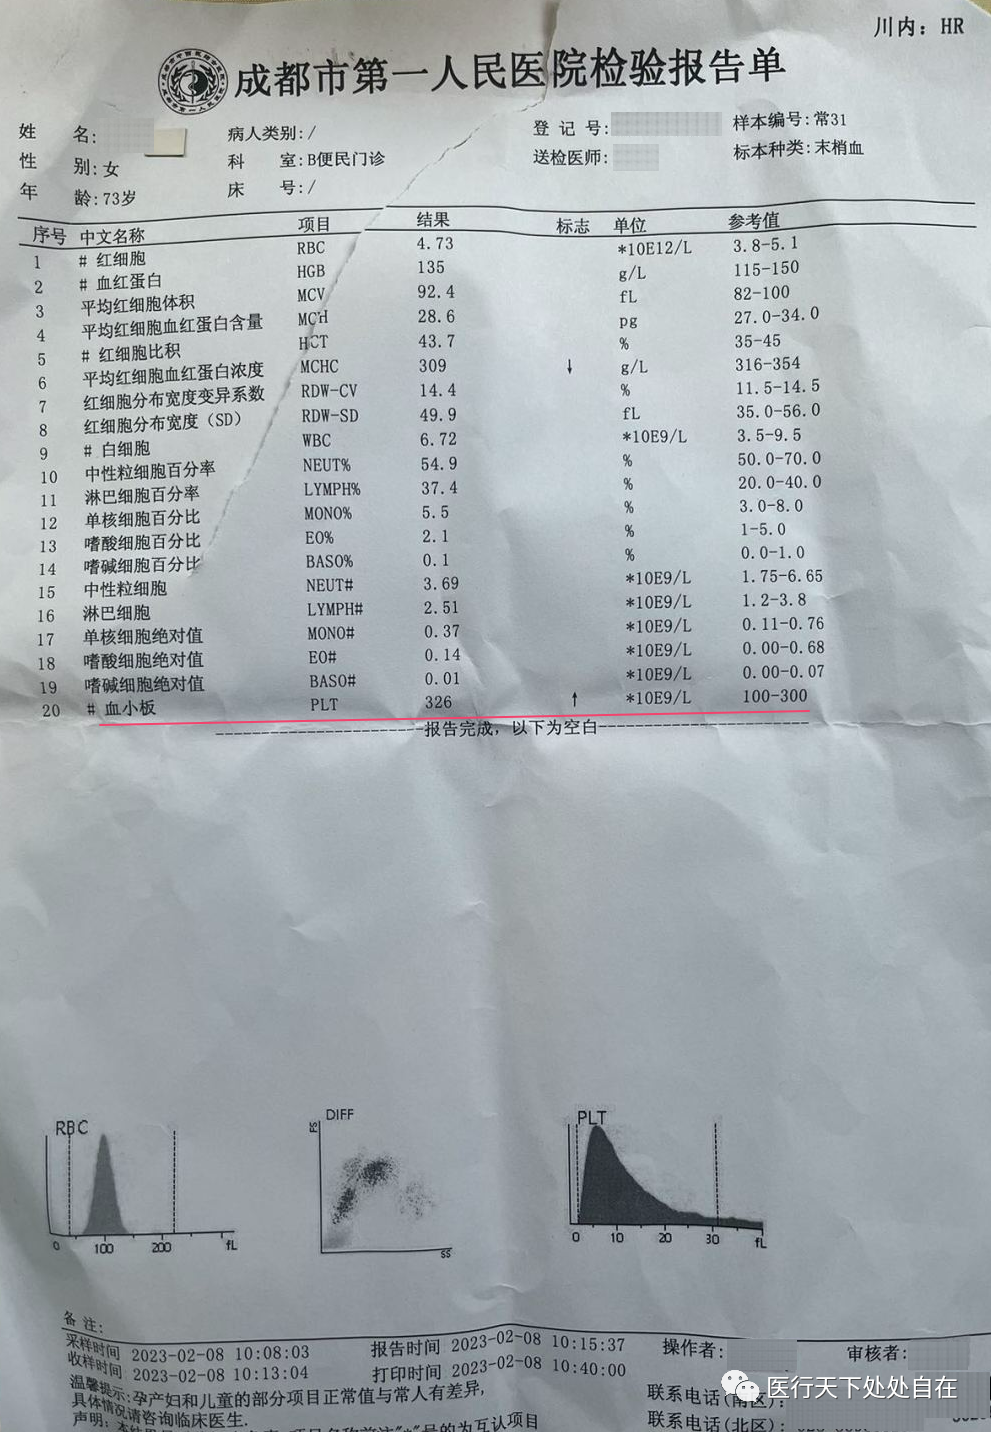 川内：HR
成都市第一人民医院检验报告单
姓 名： 病人类别：/ 登 记 号： 样本编号：常31
性 别：女 科 室：B便民门诊 送检医师： 标本种类：末梢血
年 龄：73岁 床 号：/
序号 中文名称 项目 结果 标志 单位 参考值
1 # 红细胞 RBC 4.73 *10E12/L 3.8-5.1
2 # 血红蛋白 HGB 135 g/L 115-150
3 平均红细胞体积 MCV 92.4 fL 82-100
4 平均红细胞血红蛋白含量 MCH 28.6 pg 27.0-34.0
5 # 红细胞比积 HCT 43.7 % 35-45
6 平均红细胞血红蛋白浓度 MCHC 309 ↓ g/L 316-354
7 红细胞分布宽度变异系数 RDW-CV 14.4 % 11.5-14.5
8 红细胞分布宽度（SD） RDW-SD 49.9 fL 35.0-56.0
9 # 白细胞 WBC 6.72 *10E9/L 3.5-9.5
10 中性粒细胞百分率 NEUT% 54.9 % 50.0-70.0
11 淋巴细胞百分率 LYMPH% 37.4 % 20.0-40.0
12 单核细胞百分比 MONO% 5.5 % 3.0-8.0
13 嗜酸细胞百分比 EO% 2.1 % 1-5.0
14 嗜碱细胞百分比 BASO% 0.1 % 0.0-1.0
15 中性粒细胞 NEUT# 3.69 *10E9/L 1.75-6.65
16 淋巴细胞 LYMPH# 2.51 *10E9/L 1.2-3.8
17 单核细胞绝对值 MONO# 0.37 *10E9/L 0.11-0.76
18 嗜酸细胞绝对值 EO# 0.14 *10E9/L 0.00-0.68
19 嗜碱细胞绝对值 BASO# 0.01 *10E9/L 0.00-0.07
20 # 血小板 PLT 326 ↑ *10E9/L 100-300
报告完成，以下为空白
RBC
0 100 200 fL
DIFF
FS
SS
PLT
0 10 20 30 fL
备 注：
采样时间 2023-02-08 10:08:03 报告时间 2023-02-08 10:15:37 操作者： 审核者：
收样时间 2023-02-08 10:13:04 打印时间 2023-02-08 10:40:00
温馨提示：孕产妇和儿童的部分项目正常值与常人有差异，
具体情况请咨询临床医生.
联系电话（南区）：
声明： 号的为互认项目
联系电话（北区）：
医行天下处处自在